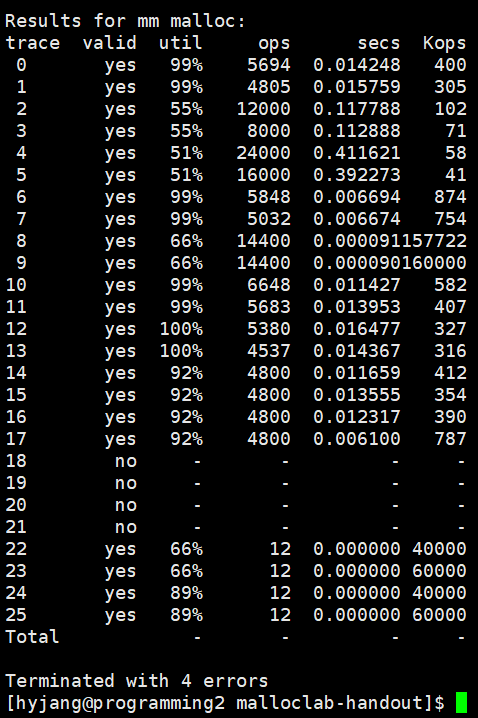 Results for mm malloc:
trace  valid  util     ops      secs  Kops
 0       yes   99%    5694  0.014248   400
 1       yes   99%    4805  0.015759   305
 2       yes   55%   12000  0.117788   102
 3       yes   55%    8000  0.112888    71
 4       yes   51%   24000  0.411621    58
 5       yes   51%   16000  0.392273    41
 6       yes   99%    5848  0.006694   874
 7       yes   99%    5032  0.006674   754
 8       yes   66%   14400  0.000091157722
 9       yes   66%   14400  0.000090160000
10       yes   99%    6648  0.011427   582
11       yes   99%    5683  0.013953   407
12       yes  100%    5380  0.016477   327
13       yes  100%    4537  0.014367   316
14       yes   92%    4800  0.011659   412
15       yes   92%    4800  0.013555   354
16       yes   92%    4800  0.012317   390
17       yes   92%    4800  0.006100   787
18        no     -       -         -     -
19        no     -       -         -     -
20        no     -       -         -     -
21        no     -       -         -     -
22       yes   66%      12  0.000000 40000
23       yes   66%      12  0.000000 60000
24       yes   89%      12  0.000000 40000
25       yes   89%      12  0.000000 60000
Total            -       -         -     -
Terminated with 4 errors
[hyjang@programming2 malloclab-handout]$